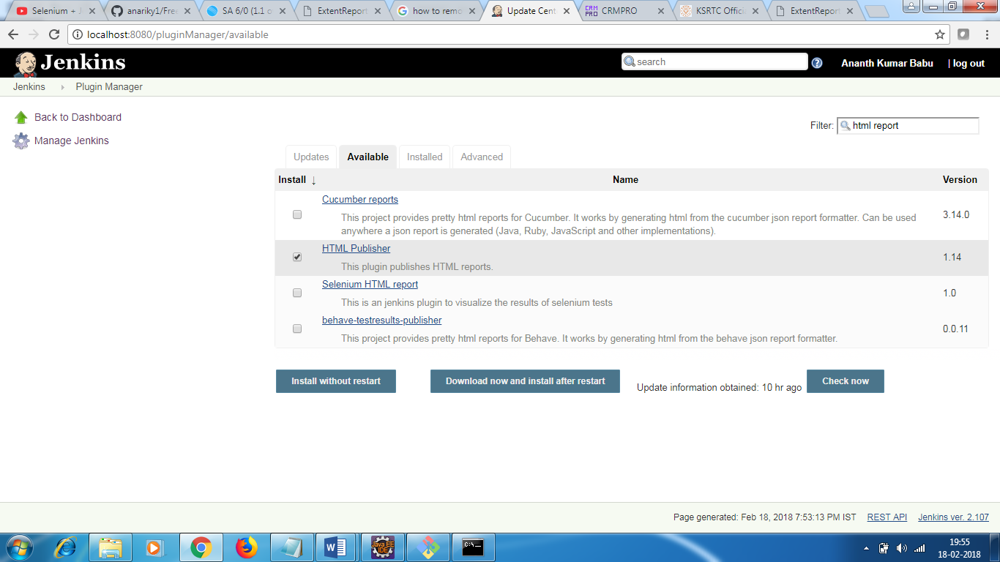 Selenium + J
anariky1/Free
SA 6/0 (1.1 o
ExtentReport
how to remo
Update Cent
CRMPRO
KSRTC Offici
ExtentReport
localhost:8080/pluginManager/available
Jenkins
search
Ananth Kumar Babu
| log out
Jenkins
Plugin Manager
Back to Dashboard
Manage Jenkins
Filter: html report
Updates
Available
Installed
Advanced
Install ↓
Name
Version
Cucumber reports
This project provides pretty html reports for Cucumber. It works by generating html from the cucumber json report formatter. Can be used
anywhere a json report is generated (Java, Ruby, JavaScript and other implementations).
3.14.0
HTML Publisher
This plugin publishes HTML reports.
1.14
Selenium HTML report
This is an jenkins plugin to visualize the results of selenium tests
1.0
behave-testresults-publisher
This project provides pretty html reports for Behave. It works by generating html from the behave json report formatter.
0.0.11
Install without restart
Download now and install after restart
Update information obtained: 10 hr ago
Check now
Page generated: Feb 18, 2018 7:53:13 PM IST
REST API
Jenkins ver. 2.107
Java EE
IDE
C:\_
19:55
18-02-2018